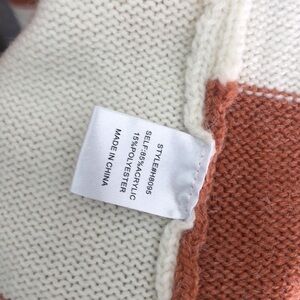 STYLE#H8095
SELF:85%ACRYLIC
15%POLYESTER
MADE IN CHINA